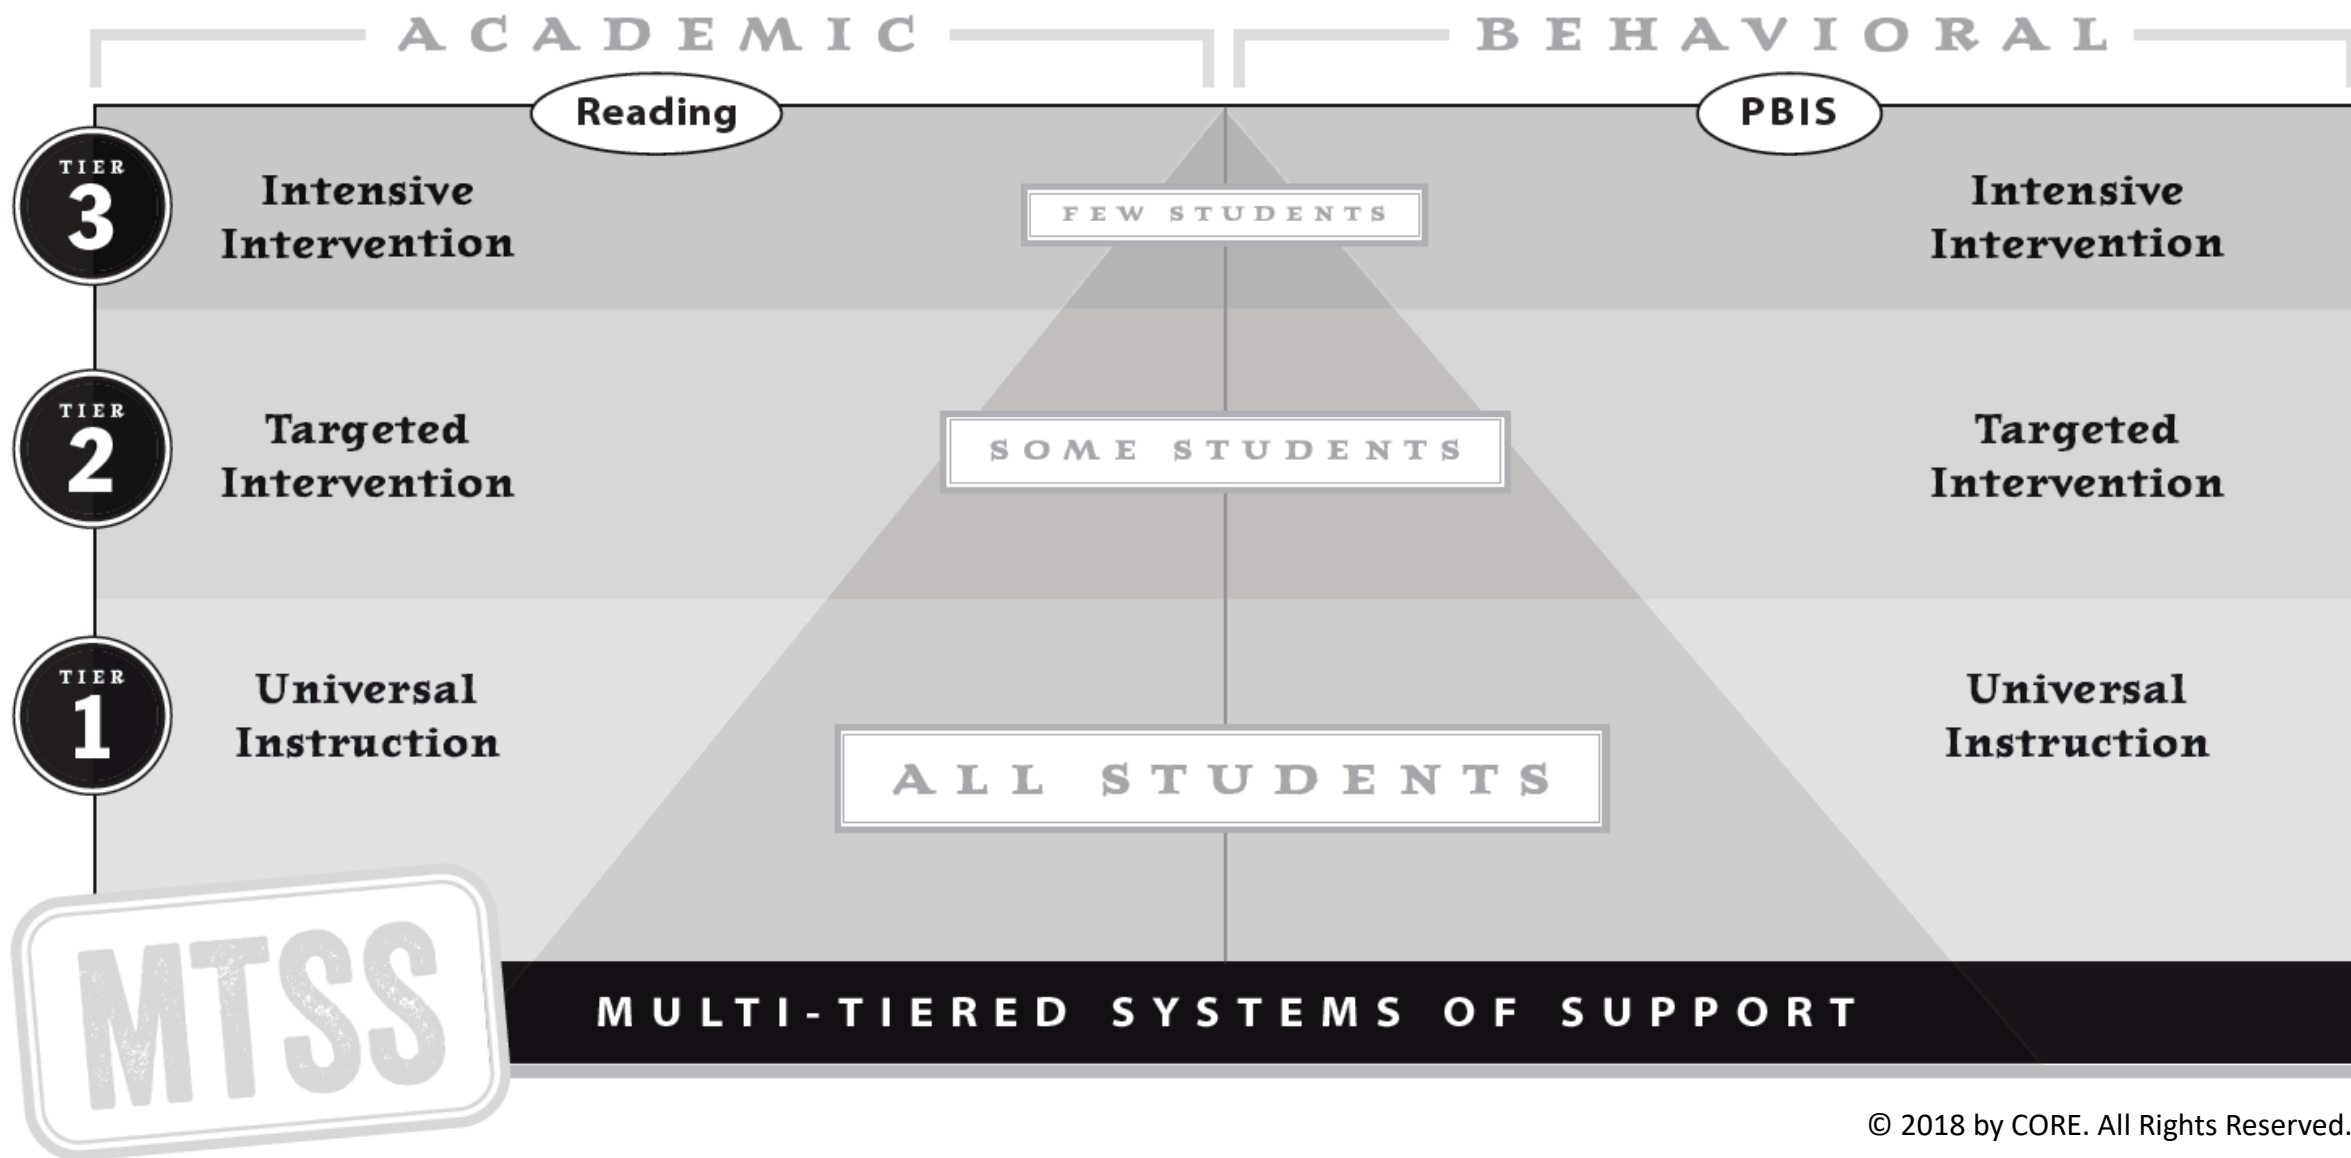 ACADEMIC
BEHAVIORAL
Reading
PBIS
TIER
3
Intensive
Intervention
FEW STUDENTS
Intensive
Intervention
TIER
2
Targeted
Intervention
SOME STUDENTS
Targeted
Intervention
TIER
1
Universal
Instruction
ALL STUDENTS
Universal
Instruction
MTSS
MULTI-TIERED SYSTEMS OF SUPPORT
© 2018 by CORE. All Rights Reserved.